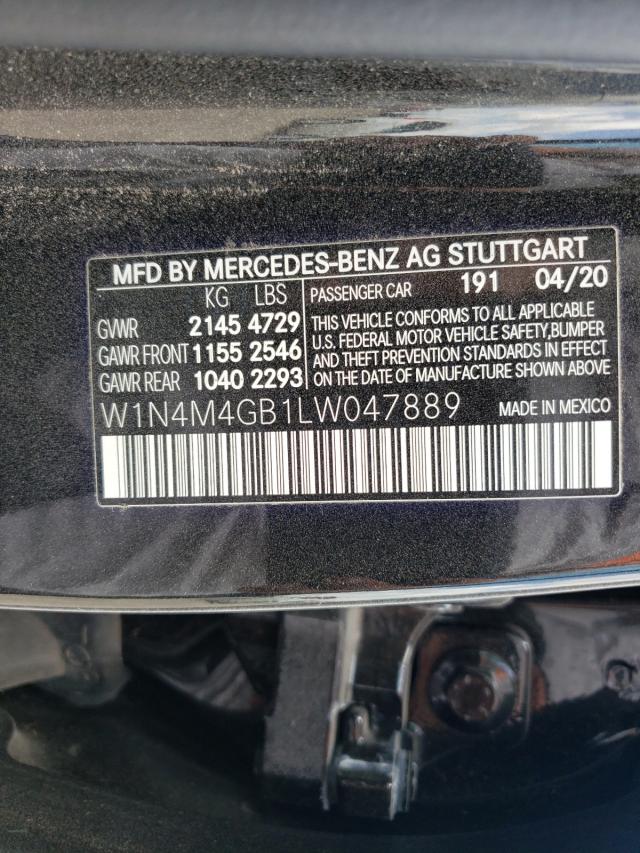 MFD BY MERCEDES-BENZ AG STUTTGART
KG LBS
GVWR 2145 4729
GAWR FRONT 1155 2546
GAWR REAR 1040 2293
PASSENGER CAR 191 04/20
THIS VEHICLE CONFORMS TO ALL APPLICABLE
U.S. FEDERAL MOTOR VEHICLE SAFETY,BUMPER
AND THEFT PREVENTION STANDARDS IN EFFECT
ON THE DATE OF MANUFACTURE SHOWN ABOVE
W1N4M4GB1LW047889 MADE IN MEXICO